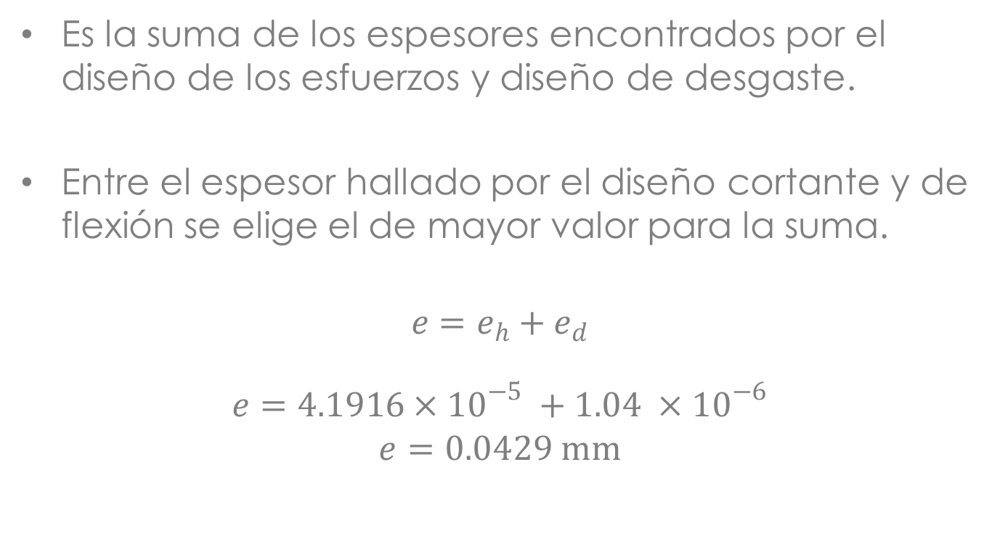 • Es la suma de los espesores encontrados por el
diseño de los esfuerzos y diseño de desgaste.
• Entre el espesor hallado por el diseño cortante y de
flexión se elige el de mayor valor para la suma.
e = e_h + e_d
e = 4.1916 × 10^{−5} + 1.04 × 10^{−6}
e = 0.0429 mm